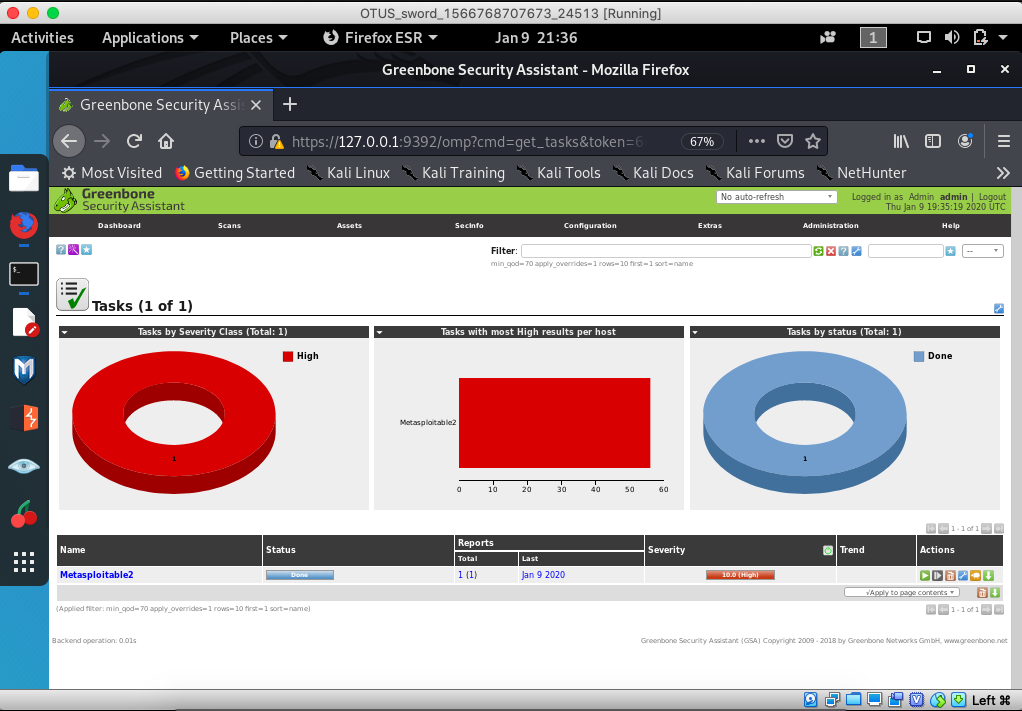 OTUS_sword_1566768707673_24513 [Running]
Activities Applications Places Firefox ESR Jan 9 21:36 1
Greenbone Security Assistant - Mozilla Firefox
Greenbone Security Assis
https://127.0.0.1:9392/omp?cmd=get_tasks&token=6 67%
Most Visited Getting Started Kali Linux Kali Training Kali Tools Kali Docs Kali Forums NetHunter
Greenbone
Security Assistant
No auto-refresh
Logged in as Admin admin | Logout
Thu Jan 9 19:35:19 2020 UTC
Dashboard Scans Assets SecInfo Configuration Extras Administration Help
Filter: --
min_qod=70 apply_overrides=1 rows=10 first=1 sort=name
Tasks (1 of 1)
Tasks by Severity Class (Total: 1)
High
1
Tasks with most High results per host
Metasploitable2
0 10 20 30 40 50 60
Tasks by status (Total: 1)
Done
1
1 - 1 of 1
Name Status Reports Severity Trend Actions
Total Last
Metasploitable2 Done 1 (1) Jan 9 2020 10.0 (High)
√Apply to page contents
(Applied filter: min_qod=70 apply_overrides=1 rows=10 first=1 sort=name)
1 - 1 of 1
Backend operation: 0.01s
Greenbone Security Assistant (GSA) Copyright 2009 - 2018 by Greenbone Networks GmbH, www.greenbone.net
Left ⌘